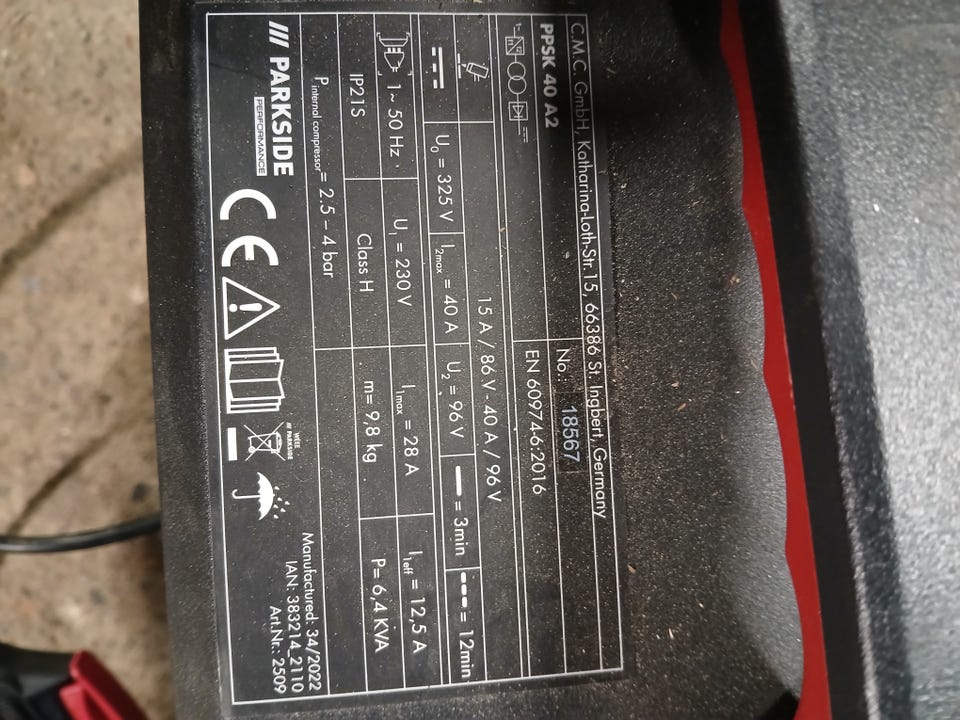 C.M.C. GmbH, Katharina-Loth-Str. 15, 66386 St. Ingbert, Germany
PPSK 40 A2
No.: 18567
EN 60974-6:2016
15 A / 86 V - 40 A / 96 V
U₀ = 325 V
I₂max = 40 A
U₂ = 96 V
= 3min
= 12min
1~ 50 Hz
U₁ = 230 V
I₁max = 28 A
I₁eff = 12,5 A
IP21S
Class H
m= 9,8 kg
P= 6,4 KVA
P internal compressor = 2.5 – 4 bar
/// PARKSIDE
PERFORMANCE
CE
WEEE
/// PARKSIDE
Manufactured: 34/2022
IAN: 383214_2110
Art.Nr.: 2509